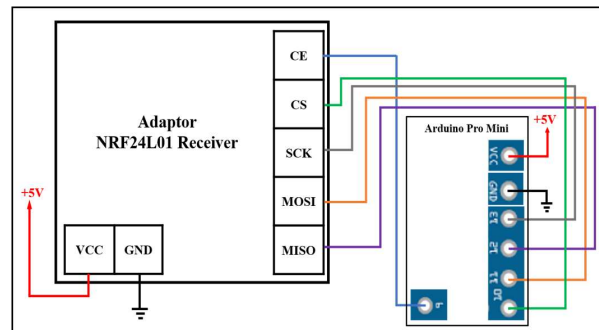 CE
CS
SCK
MOSI
MISO
Adaptor
NRF24L01 Receiver
+5V
VCC
GND
Arduino Pro Mini
+5V
VCC
GND
13
12
11
10
9